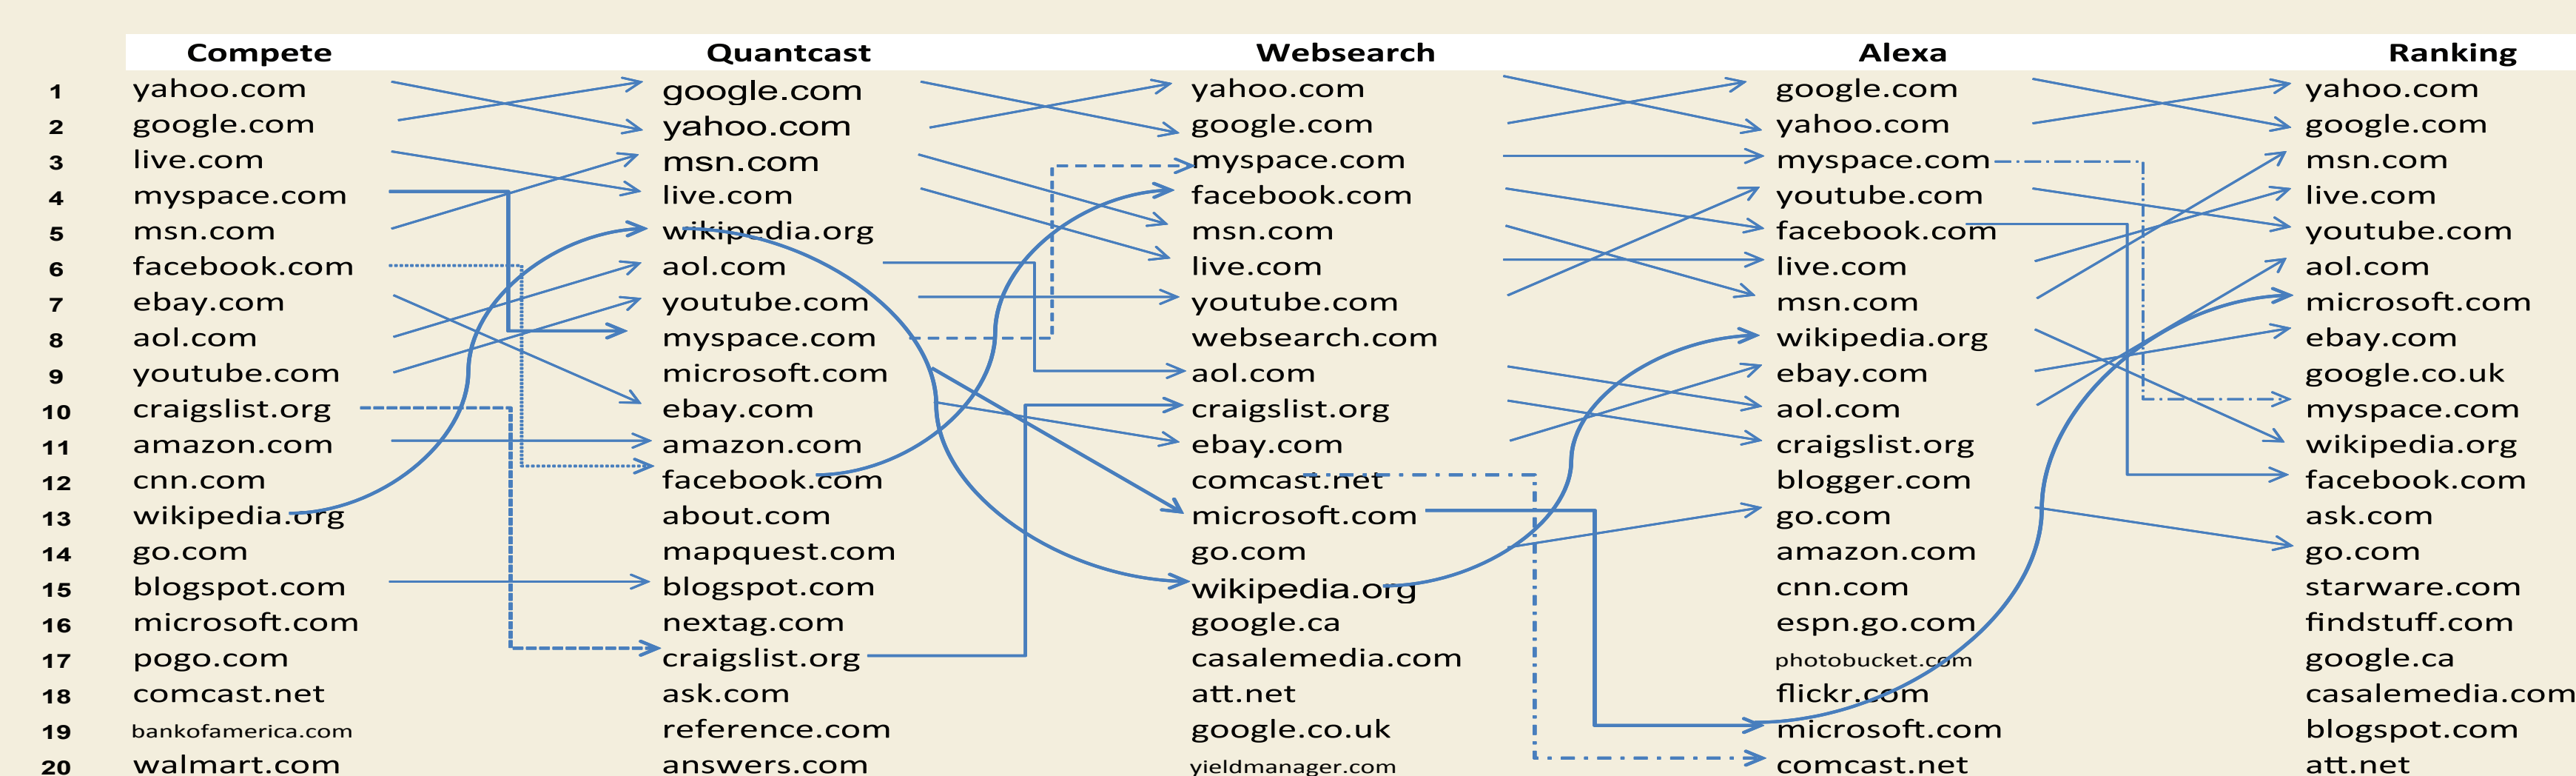 Compete Quantcast Websearch Alexa Ranking
1 yahoo.com google.com yahoo.com google.com yahoo.com
2 google.com yahoo.com google.com yahoo.com google.com
3 live.com msn.com myspace.com myspace.com msn.com
4 myspace.com live.com facebook.com youtube.com live.com
5 msn.com wikipedia.org msn.com facebook.com youtube.com
6 facebook.com aol.com live.com live.com aol.com
7 ebay.com youtube.com youtube.com msn.com microsoft.com
8 aol.com myspace.com websearch.com wikipedia.org ebay.com
9 youtube.com microsoft.com aol.com ebay.com google.co.uk
10 craigslist.org ebay.com craigslist.org aol.com myspace.com
11 amazon.com amazon.com ebay.com craigslist.org wikipedia.org
12 cnn.com facebook.com comcast.net blogger.com facebook.com
13 wikipedia.org about.com microsoft.com go.com ask.com
14 go.com mapquest.com go.com amazon.com go.com
15 blogspot.com blogspot.com wikipedia.org cnn.com starware.com
16 microsoft.com nextag.com google.ca espn.go.com findstuff.com
17 pogo.com craigslist.org casalemedia.com photobucket.com google.ca
18 comcast.net ask.com att.net flickr.com casalemedia.com
19 bankofamerica.com reference.com google.co.uk microsoft.com blogspot.com
20 walmart.com answers.com yieldmanager.com comcast.net att.net